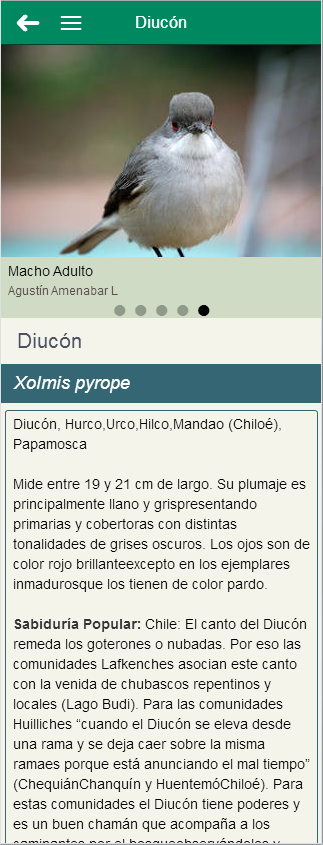 Diucón
Macho Adulto
Agustín Amenabar L
Diucón
Xolmis pyrope
Diucón, Hurco,Urco,Hilco,Mandao (Chiloé),
Papamosca
Mide entre 19 y 21 cm de largo. Su plumaje es
principalmente llano y grispresentando
primarias y cobertoras con distintas
tonalidades de grises oscuros. Los ojos son de
color rojo brillanteexcepto en los ejemplares
inmadurosque los tienen de color pardo.
Sabiduría Popular: Chile: El canto del Diucón
remeda los goterones o nubadas. Por eso las
comunidades Lafkenches asocian este canto
con la venida de chubascos repentinos y
locales (Lago Budi). Para las comunidades
Huilliches “cuando el Diucón se eleva desde
una rama y se deja caer sobre la misma
ramaes porque está anunciando el mal tiempo”
(ChequiánChanquín y HuentemóChiloé). Para
estas comunidades el Diucón tiene poderes y
es un buen chamán que acompaña a los
caminantes por el bosqueobservándolos y